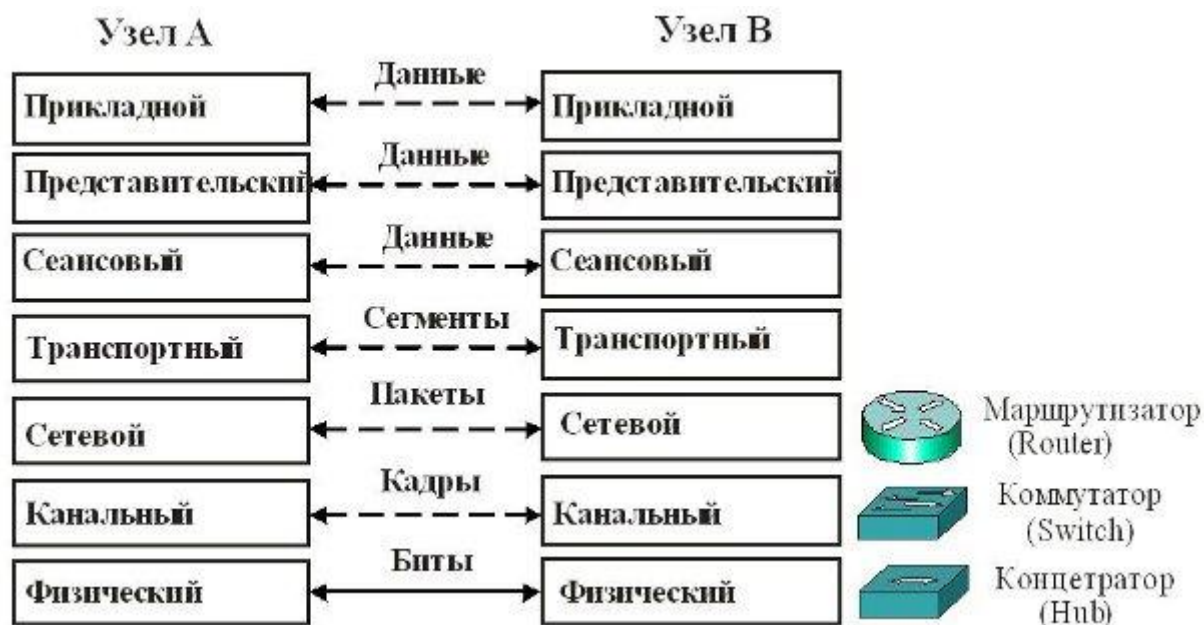 Узел А
Узел В
Данные
Прикладной
Прикладной
Данные
Представительский
Представительский
Данные
Сеансовый
Сеансовый
Сегменты
Транспортный
Транспортный
Пакеты
Сетевой
Сетевой
Маршрутизатор
(Router)
Кадры
Канальный
Канальный
Коммутатор
(Switch)
Биты
Физический
Физический
Концетратор
(Hub)